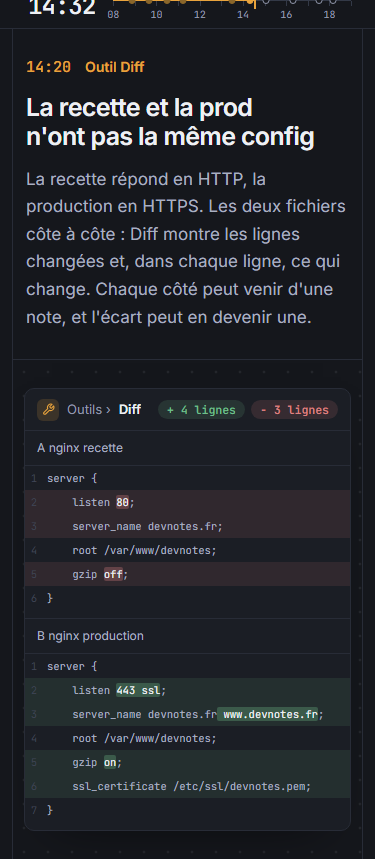 14:32
08 10 12 14 16 18
14:20 Outil Diff
La recette et la prod
n'ont pas la même config
La recette répond en HTTP, la
production en HTTPS. Les deux fichiers
côte à côte : Diff montre les lignes
changées et, dans chaque ligne, ce qui
change. Chaque côté peut venir d'une
note, et l'écart peut en devenir une.
Outils › Diff + 4 lignes - 3 lignes
A nginx recette
1 server {
2 listen 80;
3 server_name devnotes.fr;
4 root /var/www/devnotes;
5 gzip off;
6 }
B nginx production
1 server {
2 listen 443 ssl;
3 server_name devnotes.fr www.devnotes.fr;
4 root /var/www/devnotes;
5 gzip on;
6 ssl_certificate /etc/ssl/devnotes.pem;
7 }